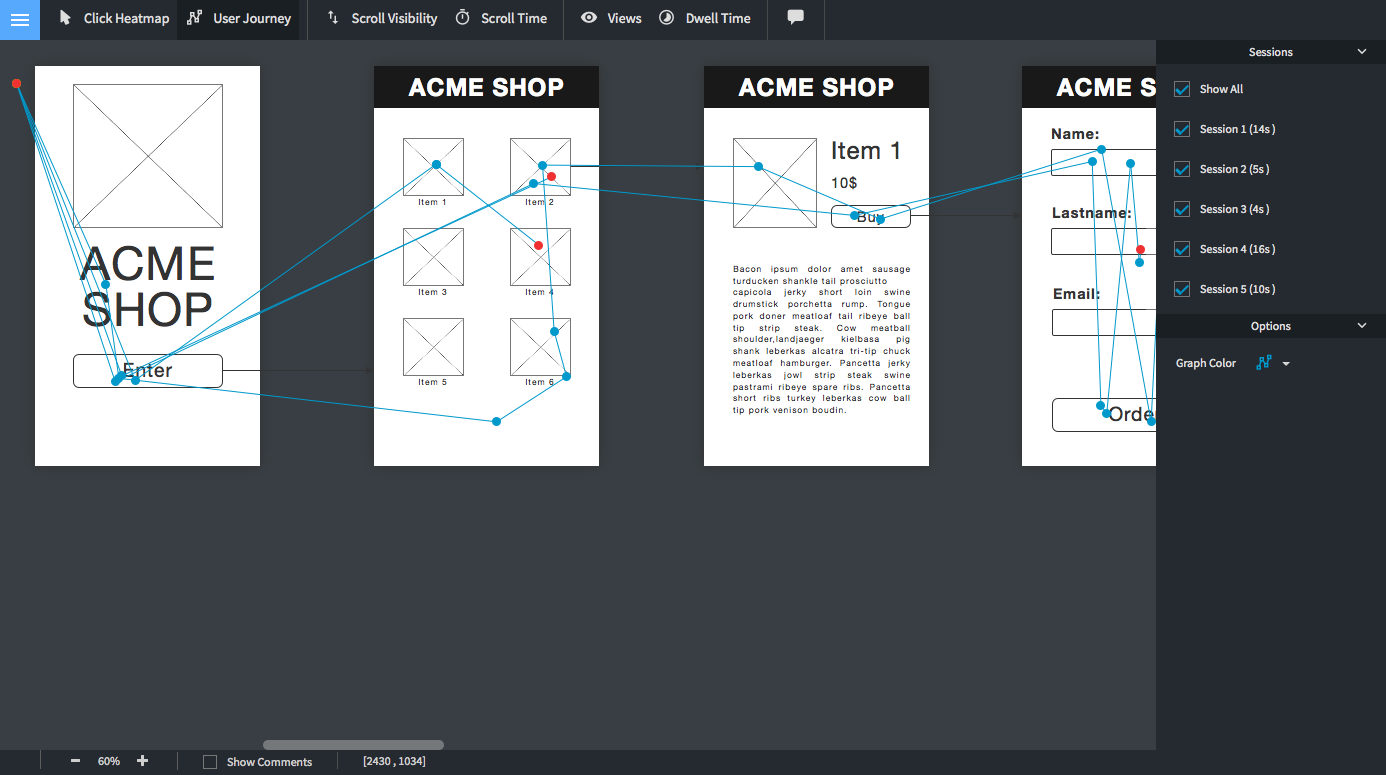 Click Heatmap User Journey Scroll Visibility Scroll Time Views Dwell Time
ACME
SHOP
Enter
ACME SHOP
Item 1 Item 2
Item 3 Item 4
Item 5 Item 6
ACME SHOP
Item 1
10$
Buy
Bacon ipsum dolor amet sausage
turducken shankle tail prosciutto
capicola jerky short loin swine
drumstick porchetta rump. Tongue
pork doner meatloaf tail ribeye ball
tip strip steak. Cow meatball
shoulder,landjaeger kielbasa pig
shank leberkas alcatra tri-tip chuck
meatloaf hamburger. Pancetta jerky
leberkas jowl strip steak swine
pastrami ribeye spare ribs. Pancetta
short ribs turkey leberkas cow ball
tip pork venison boudin.
ACME S
Name:
Lastname:
Email:
Order
Sessions
Show All
Session 1 (14s )
Session 2 (5s )
Session 3 (4s )
Session 4 (16s )
Session 5 (10s )
Options
Graph Color
60% Show Comments [2430 , 1034]